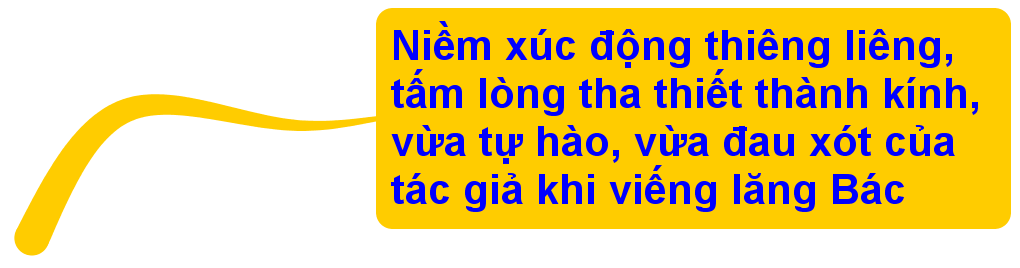 Niềm xúc động thiêng liêng,
tấm lòng tha thiết thành kính,
vừa tự hào, vừa đau xót của
tác giả khi viếng lăng Bác